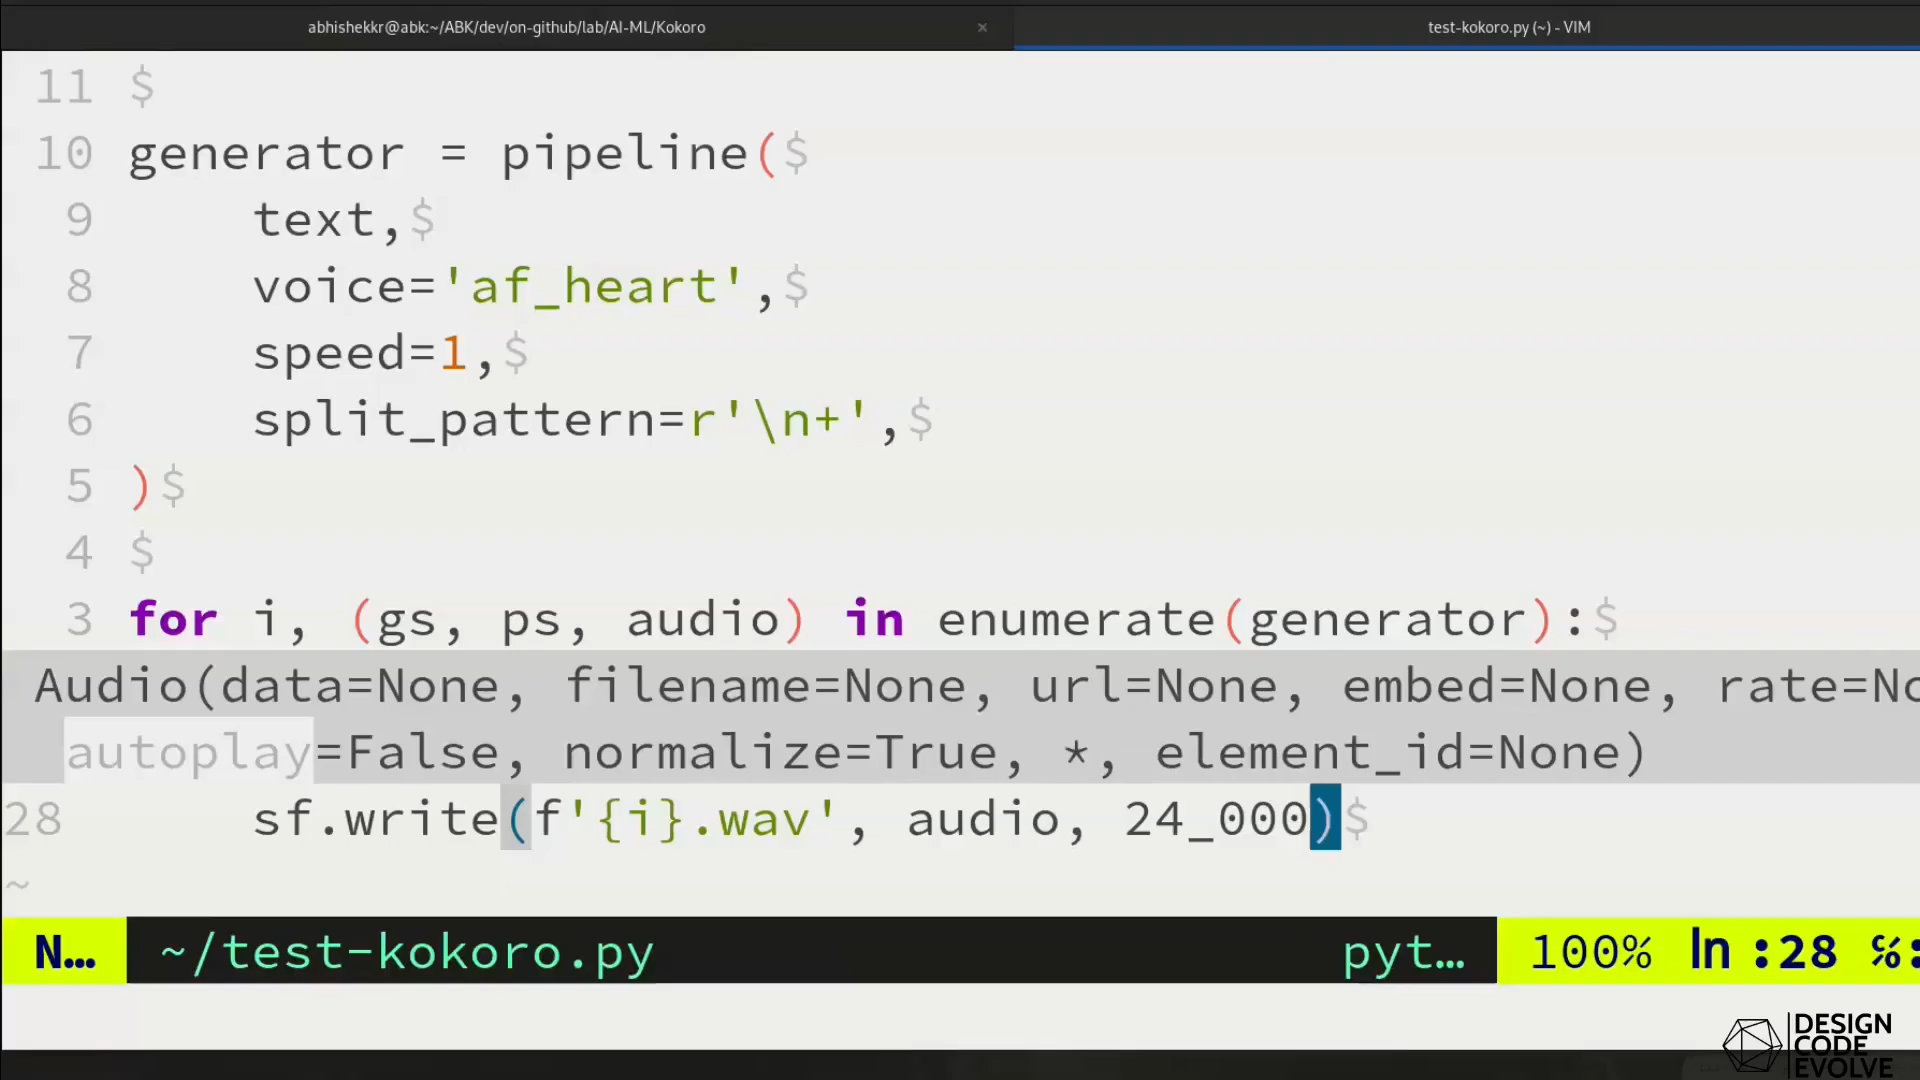 abhishekkr@abk:~/ABK/dev/on-github/lab/AI-ML/Kokoro ×
test-kokoro.py (~) - VIM
11 $
10 generator = pipeline($
9 text,$
8 voice='af_heart',$
7 speed=1,$
6 split_pattern=r'\n+',$
5 )$
4 $
3 for i, (gs, ps, audio) in enumerate(generator):$
Audio(data=None, filename=None, url=None, embed=None, rate=No
autoplay=False, normalize=True, *, element_id=None)
28 sf.write(f'{i}.wav', audio, 24_000)$
~
N… ~/test-kokoro.py pyt… 100% ln :28 ℅:
DESIGN
CODE
EVOLVE